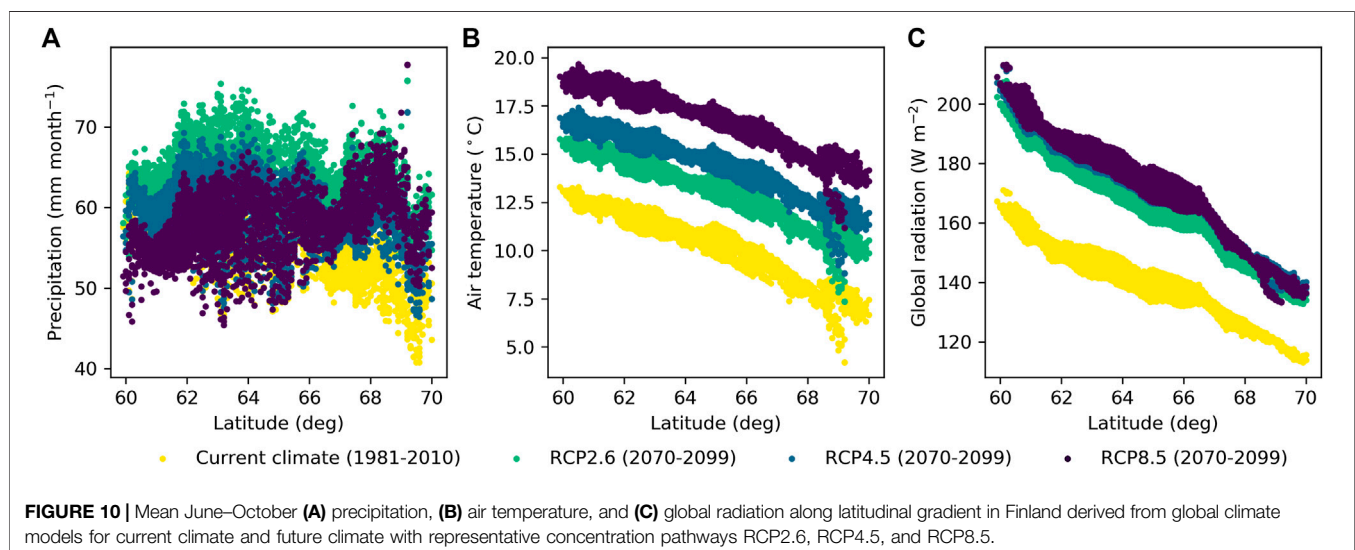 A
B
C
Precipitation (mm month⁻¹)
70
60
50
40
60 62 64 66 68 70
Latitude (deg)
Air temperature (°C)
20.0
17.5
15.0
12.5
10.0
7.5
5.0
60 62 64 66 68 70
Latitude (deg)
Global radiation (W m⁻²)
200
180
160
140
120
60 62 64 66 68 70
Latitude (deg)
Current climate (1981-2010) RCP2.6 (2070-2099) RCP4.5 (2070-2099) RCP8.5 (2070-2099)
FIGURE 10 | Mean June–October (A) precipitation, (B) air temperature, and (C) global radiation along latitudinal gradient in Finland derived from global climate
models for current climate and future climate with representative concentration pathways RCP2.6, RCP4.5, and RCP8.5.